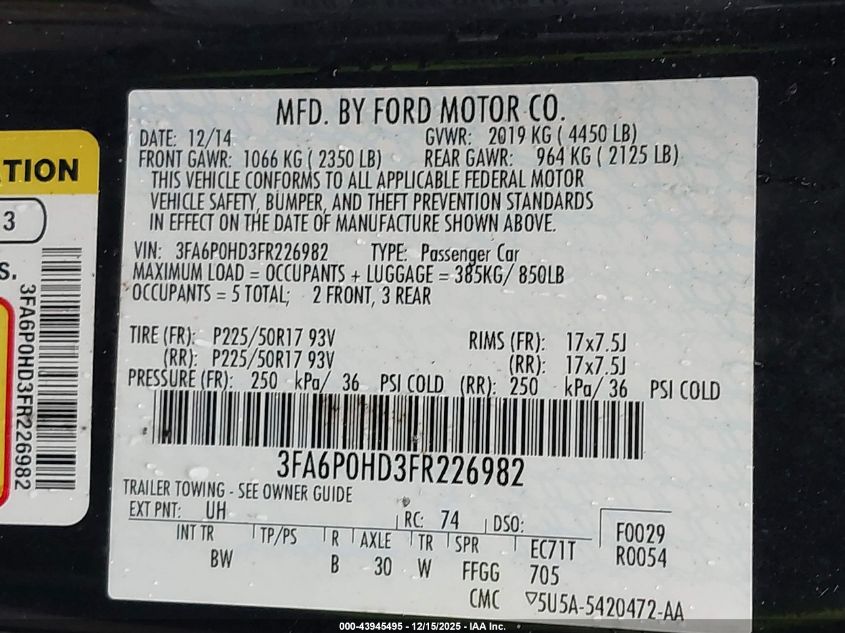 MFD. BY FORD MOTOR CO.
DATE: 12/14 GVWR: 2019 KG ( 4450 LB)
FRONT GAWR: 1066 KG ( 2350 LB) REAR GAWR: 964 KG ( 2125 LB)
THIS VEHICLE CONFORMS TO ALL APPLICABLE FEDERAL MOTOR
VEHICLE SAFETY, BUMPER, AND THEFT PREVENTION STANDARDS
IN EFFECT ON THE DATE OF MANUFACTURE SHOWN ABOVE.
VIN: 3FA6P0HD3FR226982 TYPE: Passenger Car
MAXIMUM LOAD = OCCUPANTS + LUGGAGE = 385KG/ 850LB
OCCUPANTS = 5 TOTAL; 2 FRONT, 3 REAR
TIRE (FR): P225/50R17 93V RIMS (FR): 17x7.5J
(RR): P225/50R17 93V (RR): 17x7.5J
PRESSURE (FR): 250 kPa/ 36 PSI COLD (RR): 250 kPa/ 36 PSI COLD
3FA6P0HD3FR226982
TRAILER TOWING - SEE OWNER GUIDE
EXT PNT: UH RC: 74 DSO: F0029
R0054
INT TR TP/PS R AXLE TR SPR EC71T
BW B 30 W FFGG 705
CMC ▽5U5A-5420472-AA
TION
3
S.
3FA6P0HD3FR226982
000-43945495 - 12/15/2025 - IAA Inc.